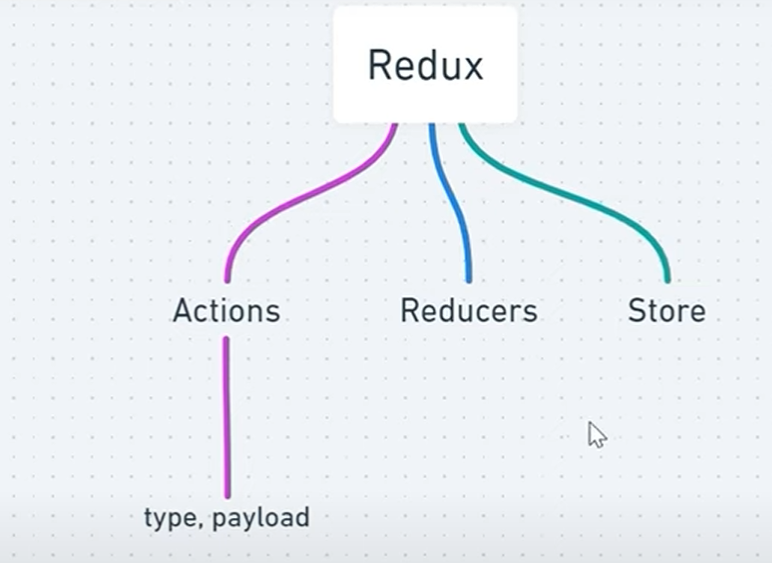 Redux
Actions Reducers Store
type, payload